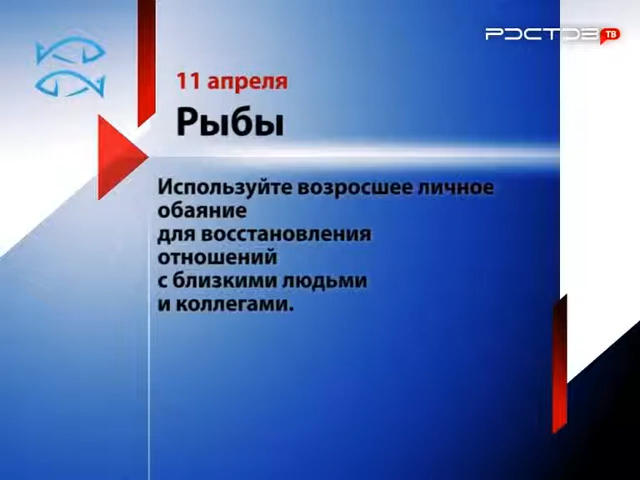 РОСТОВ ТВ
11 апреля
Рыбы
Используйте возросшее личное
обаяние
для восстановления
отношений
с близкими людьми
и коллегами.